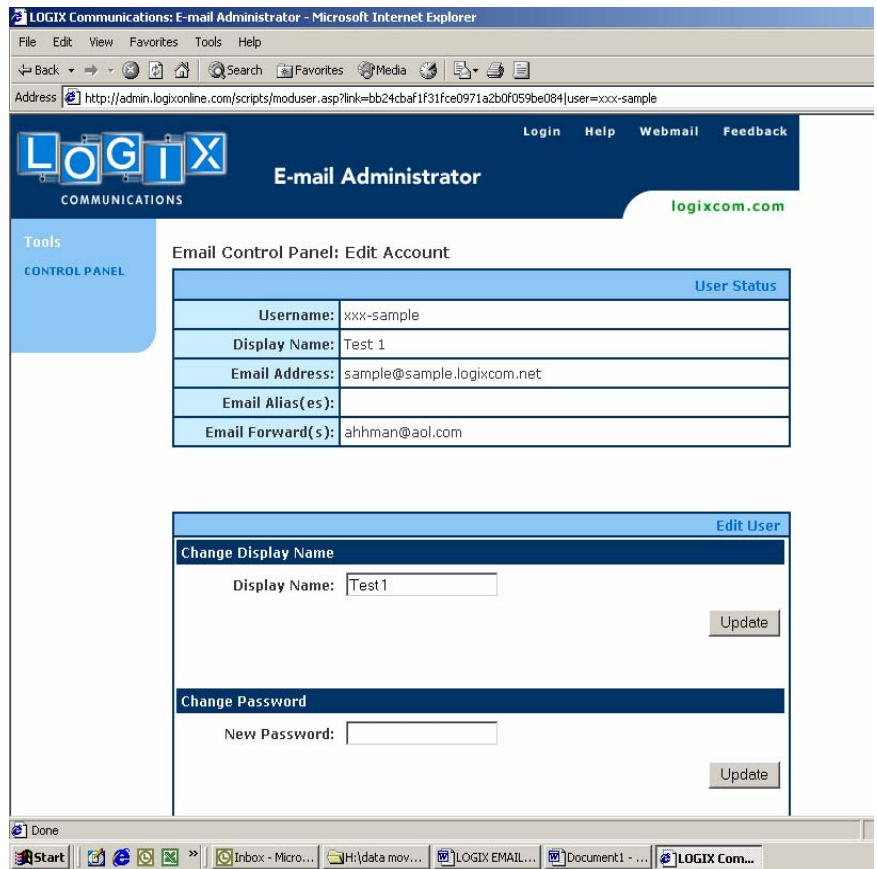 LOGIX Communications: E-mail Administrator - Microsoft Internet Explorer
File Edit View Favorites Tools Help
Back Search Favorites Media
Address http://admin.logixonline.com/scripts/moduser.asp?link=bb24cbaf1f31fce0971a2b0f059be084|user=xxx-sample
Login Help Webmail Feedback
LOGIX
COMMUNICATIONS
E-mail Administrator
logixcom.com
Tools
CONTROL PANEL
Email Control Panel: Edit Account
User Status
Username: xxx-sample
Display Name: Test 1
Email Address: sample@sample.logixcom.net
Email Alias(es):
Email Forward(s): ahhman@aol.com
Edit User
Change Display Name
Display Name: Test1
Update
Change Password
New Password:
Update
Done
Start » Inbox - Micro... H:\data mov... LOGIX EMAIL... Document1 - ... LOGIX Com...